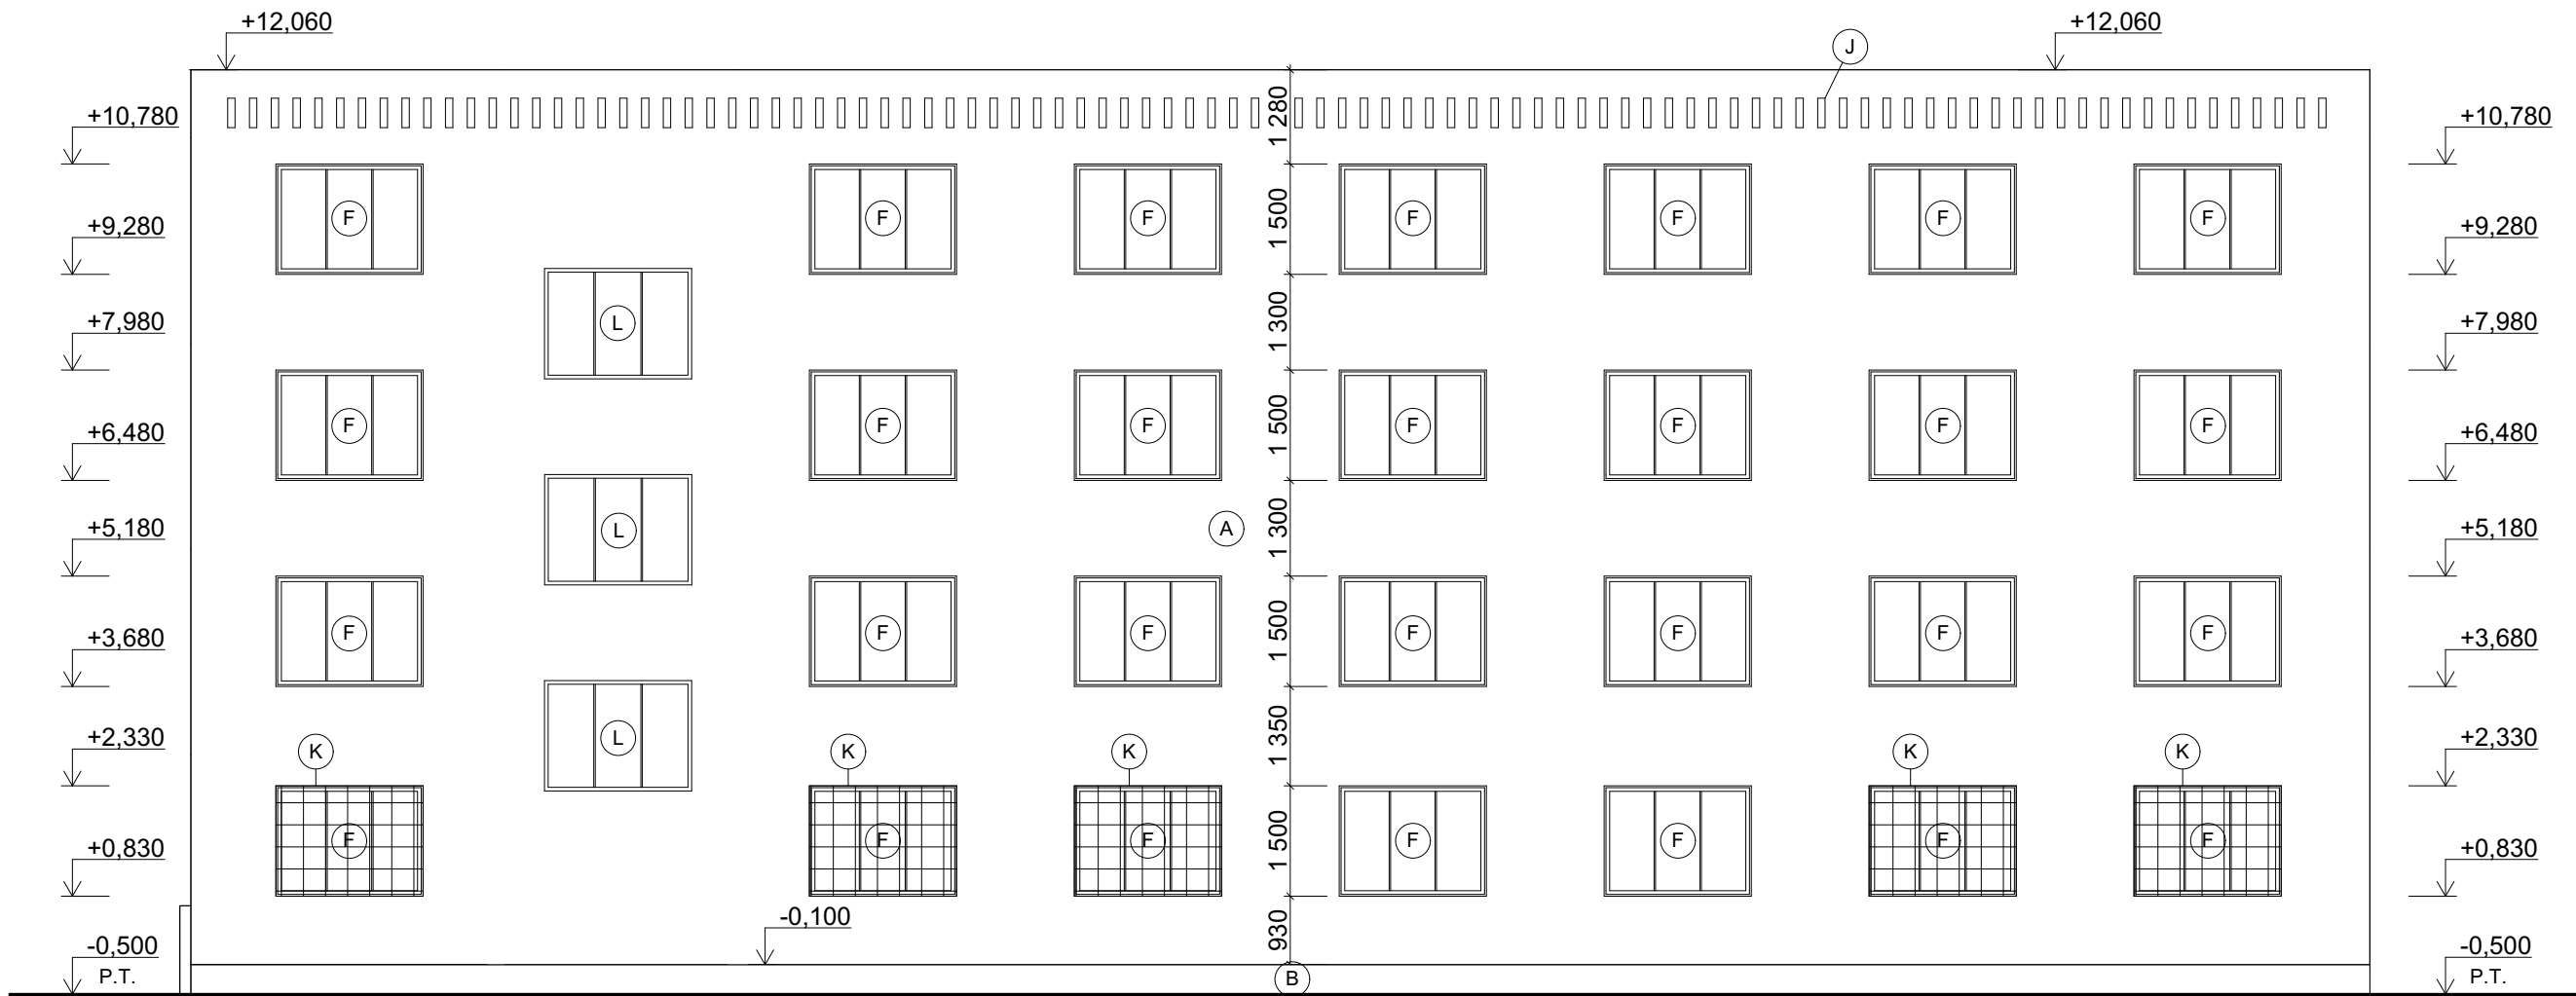 +12,060
+12,060
J
+10,780
1 280
+10,780
F
F
F
1 500
F
F
F
F
+9,280
+9,280
L
1 300
+7,980
+7,980
F
F
F
1 500
F
F
F
F
+6,480
+6,480
L
A
1 300
+5,180
+5,180
F
F
F
1 500
F
F
F
F
+3,680
+3,680
L
1 350
+2,330
+2,330
K
K
K
K
K
F
F
F
1 500
F
F
F
F
+0,830
+0,830
-0,100
930
-0,500
-0,500
P.T.
B
P.T.